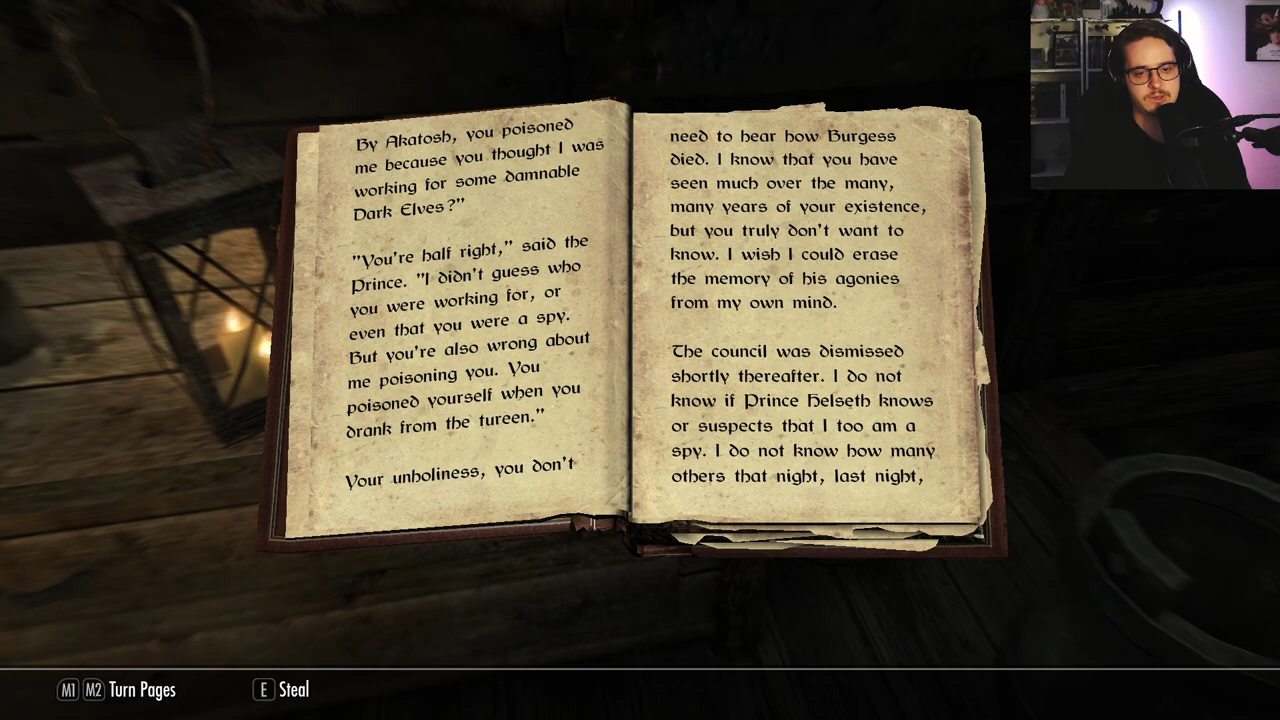 By Akatosh, you poisoned
me because you thought I was
working for some damnable
Dark Elves?"
"You're half right," said the
Prince. "I didn't guess who
you were working for, or
even that you were a spy.
But you're also wrong about
me poisoning you. You
poisoned yourself when you
drank from the tureen."
Your unholiness, you don't
need to hear how Burgess
died. I know that you have
seen much over the many,
many years of your existence,
but you truly don't want to
know. I wish I could erase
the memory of his agonies
from my own mind.
The council was dismissed
shortly thereafter. I do not
know if Prince Helseth knows
or suspects that I too am a
spy. I do not know how many
others that night, last night,
M1 M2 Turn Pages
E Steal